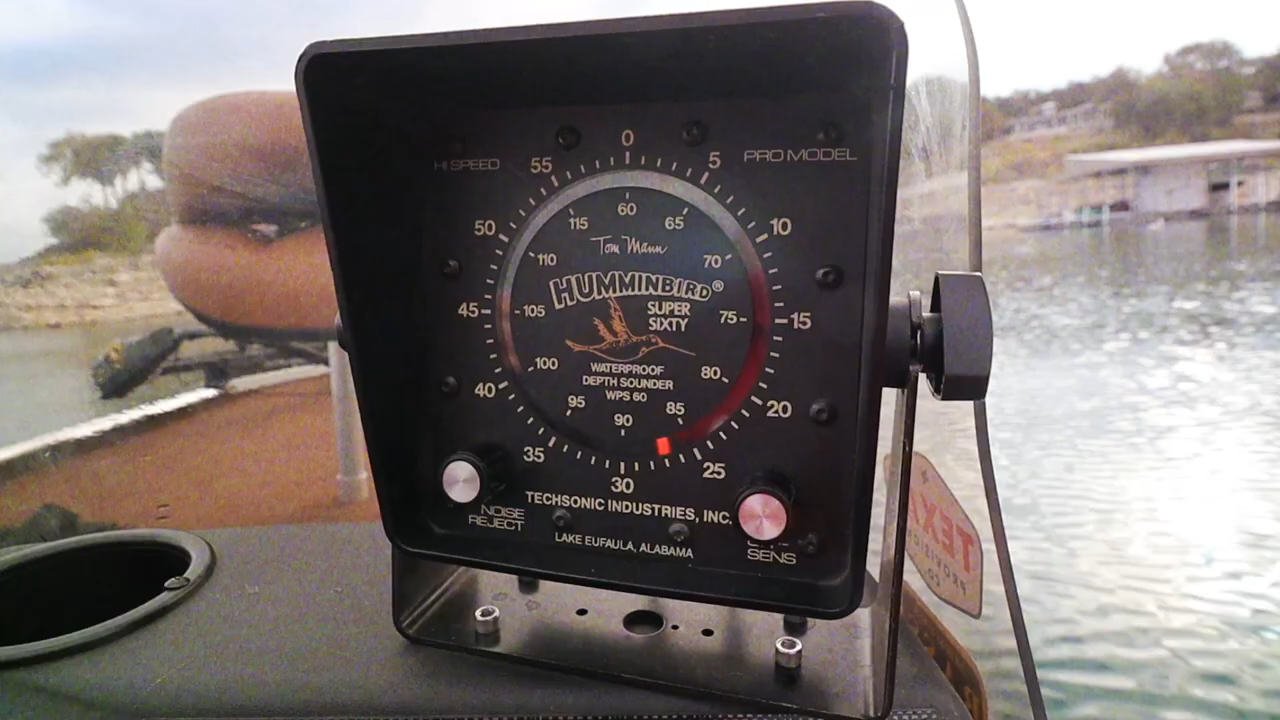 HI SPEED
PRO MODEL
0
5
10
15
20
25
30
35
40
45
50
55
60
65
70
75
80
85
90
95
100
105
110
115
Tom Mann
HUMMINBIRD®
SUPER
SIXTY
WATERPROOF
DEPTH SOUNDER
WPS 60
TECHSONIC INDUSTRIES, INC.
LAKE EUFAULA, ALABAMA
NOISE
REJECT
SENS